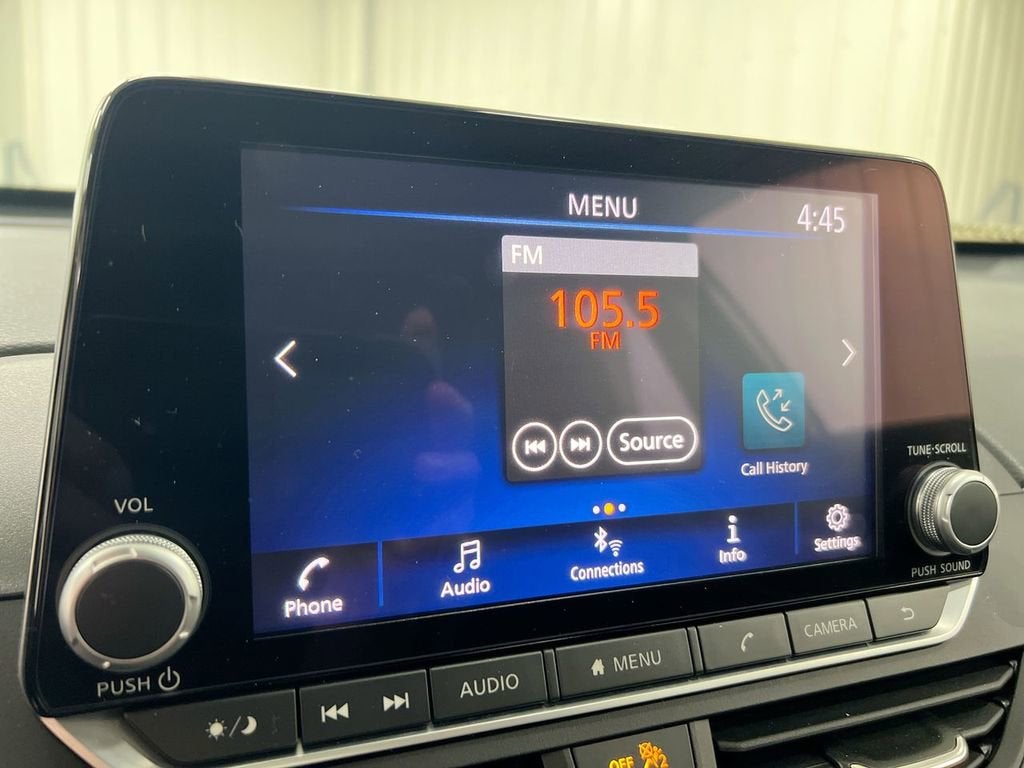 MENU
4:45
FM
105.5
FM
Source
Call History
TUNE·SCROLL
VOL
Phone
Audio
Connections
Info
Settings
PUSH SOUND
PUSH
AUDIO
MENU
CAMERA
OFF
2